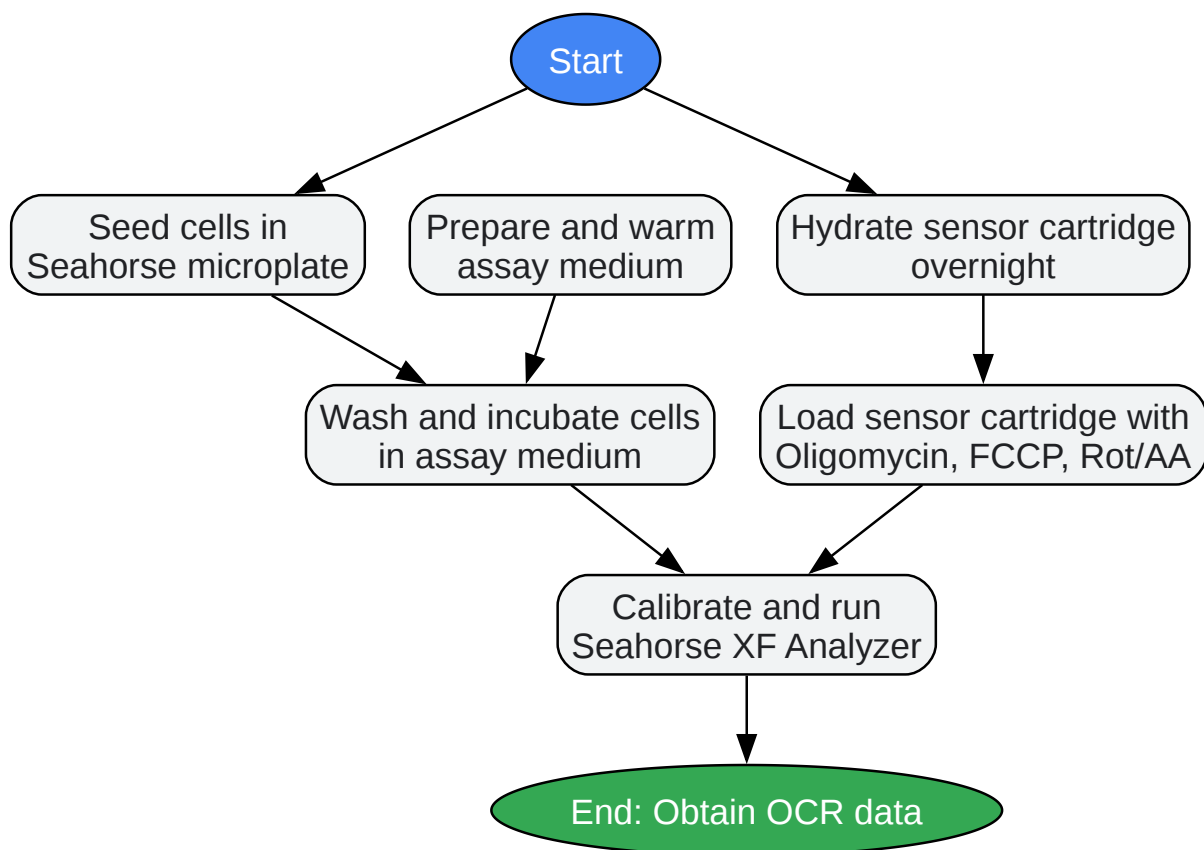 Start
Seed cells in
Seahorse microplate
Prepare and warm
assay medium
Hydrate sensor cartridge
overnight
Wash and incubate cells
in assay medium
Load sensor cartridge with
Oligomycin, FCCP, Rot/AA
Calibrate and run
Seahorse XF Analyzer
End: Obtain OCR data